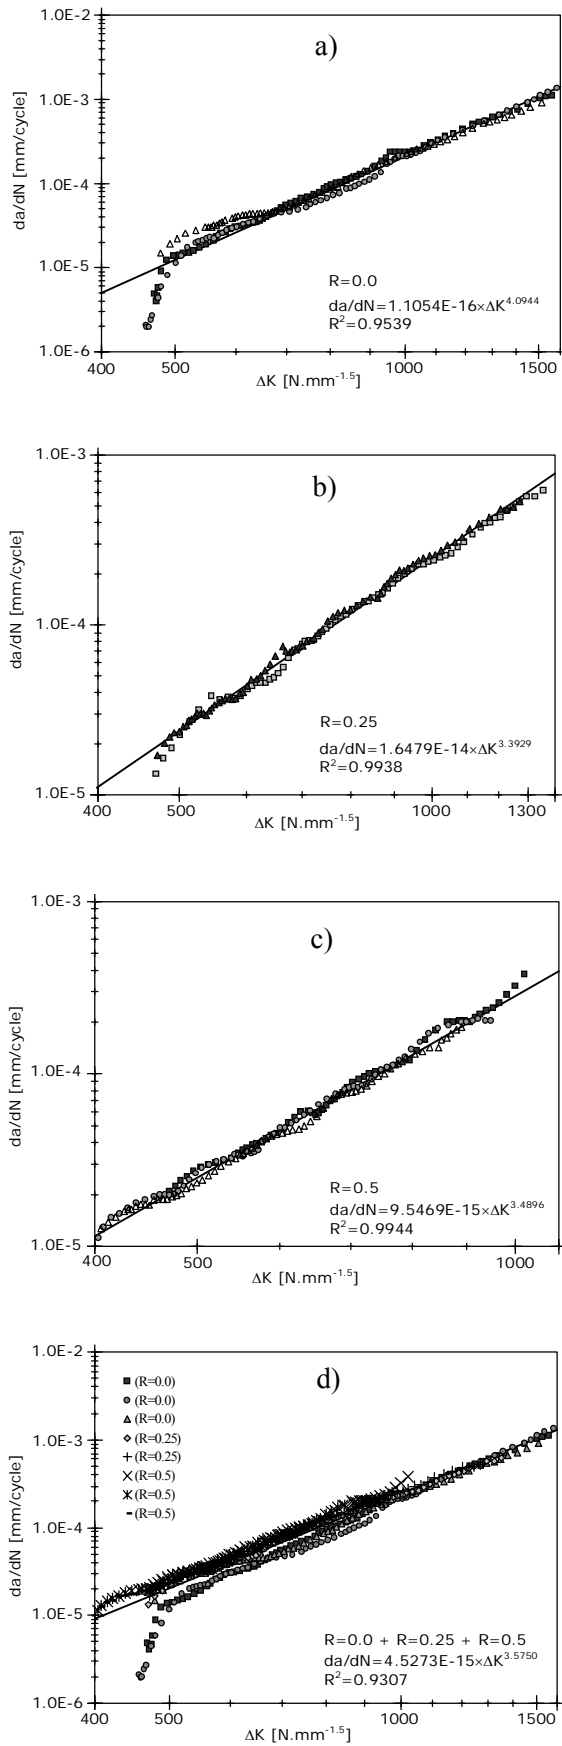 a)
1.0E-2
1.0E-3
1.0E-4
1.0E-5
1.0E-6
da/dN [mm/cycle]
R=0.0
da/dN=1.1054E-16×ΔK^4.0944
R²=0.9539
400 500 1000 1500
ΔK [N.mm^-1.5]
b)
1.0E-3
1.0E-4
1.0E-5
da/dN [mm/cycle]
R=0.25
da/dN=1.6479E-14×ΔK^3.3929
R²=0.9938
400 500 1000 1300
ΔK [N.mm^-1.5]
c)
1.0E-3
1.0E-4
1.0E-5
da/dN [mm/cycle]
R=0.5
da/dN=9.5469E-15×ΔK^3.4896
R²=0.9944
400 500 1000
ΔK [N.mm^-1.5]
d)
1.0E-2
1.0E-3
1.0E-4
1.0E-5
1.0E-6
da/dN [mm/cycle]
(R=0.0)
(R=0.0)
(R=0.0)
(R=0.25)
(R=0.25)
(R=0.5)
(R=0.5)
(R=0.5)
R=0.0 + R=0.25 + R=0.5
da/dN=4.5273E-15×ΔK^3.5750
R²=0.9307
400 500 1000 1500
ΔK [N.mm^-1.5]